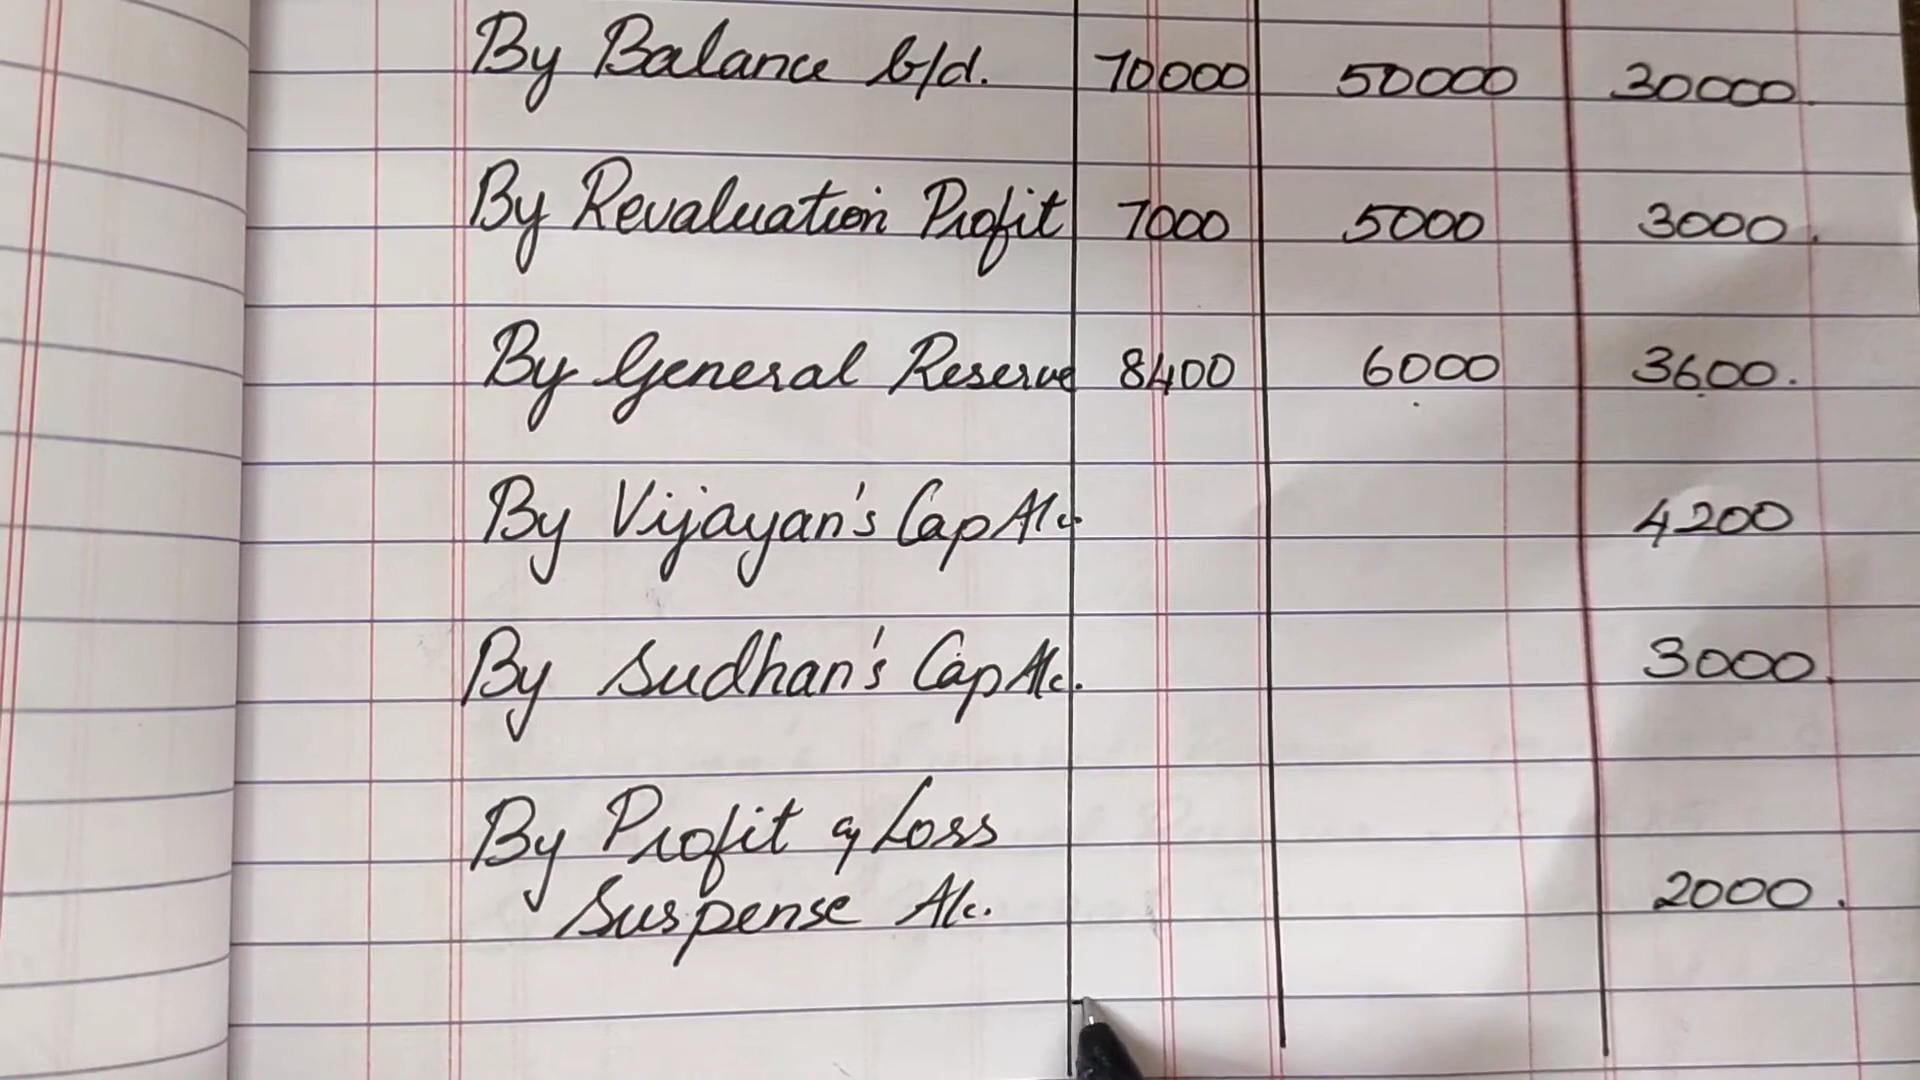 By Balance b/d. 70000 50000 30000.
By Revaluation Profit 7000 5000 3000.
By General Reserve 8400 6000 3600.
By Vijayan's Cap A/c. 4200
By Sudhan's Cap A/c. 3000.
By Profit & Loss
Suspense A/c. 2000.